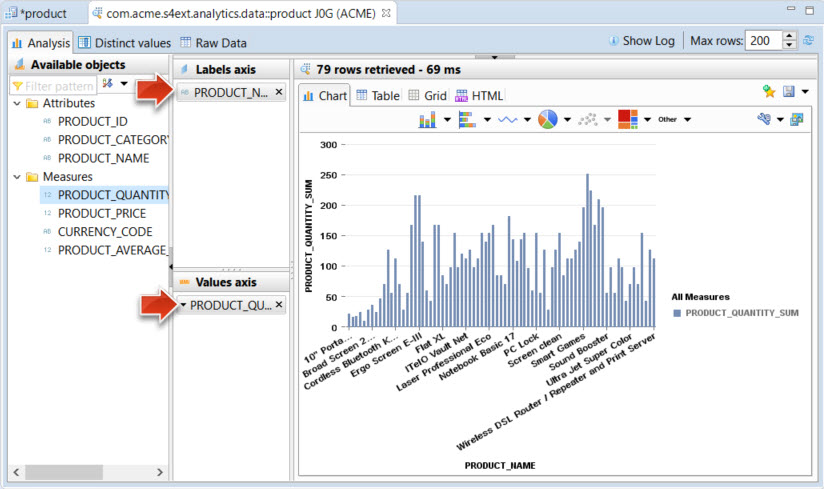 *product
com.acme.s4ext.analytics.data::product J0G (ACME)
Analysis
Distinct values
Raw Data
Show Log
Max rows: 200
Available objects
Filter pattern
Attributes
AB PRODUCT_ID
AB PRODUCT_CATEGORY
AB PRODUCT_NAME
Measures
12 PRODUCT_QUANTITY
12 PRODUCT_PRICE
AB CURRENCY_CODE
12 PRODUCT_AVERAGE_
Labels axis
AB PRODUCT_N...
Values axis
PRODUCT_QU...
79 rows retrieved - 69 ms
Chart
Table
Grid
HTML
Other
300
250
200
150
100
50
0
PRODUCT_QUANTITY_SUM
10" Porta...
Broad Screen 2...
Cordless Bluetooth K...
Ergo Screen E-III
Flat XL
ITelO Vault Net
Laser Professional Eco
Notebook Basic 17
PC Lock
Screen clean
Smart Games
Sound Booster
Ultra Jet Super Color
Wireless DSL Router / Repeater and Print Server
PRODUCT_NAME
All Measures
PRODUCT_QUANTITY_SUM